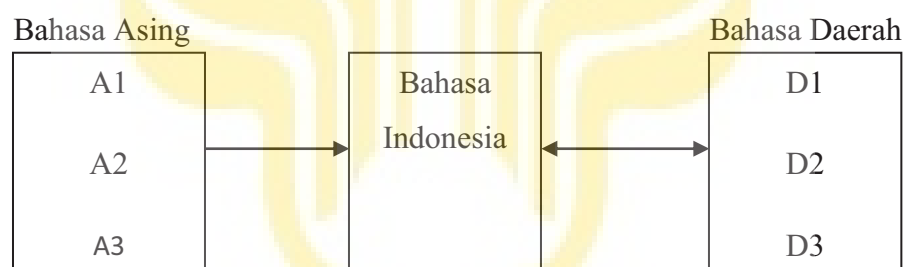 Bahasa Asing
Bahasa Daerah
A1
Bahasa
D1
Indonesia
A2
D2
A3
D3